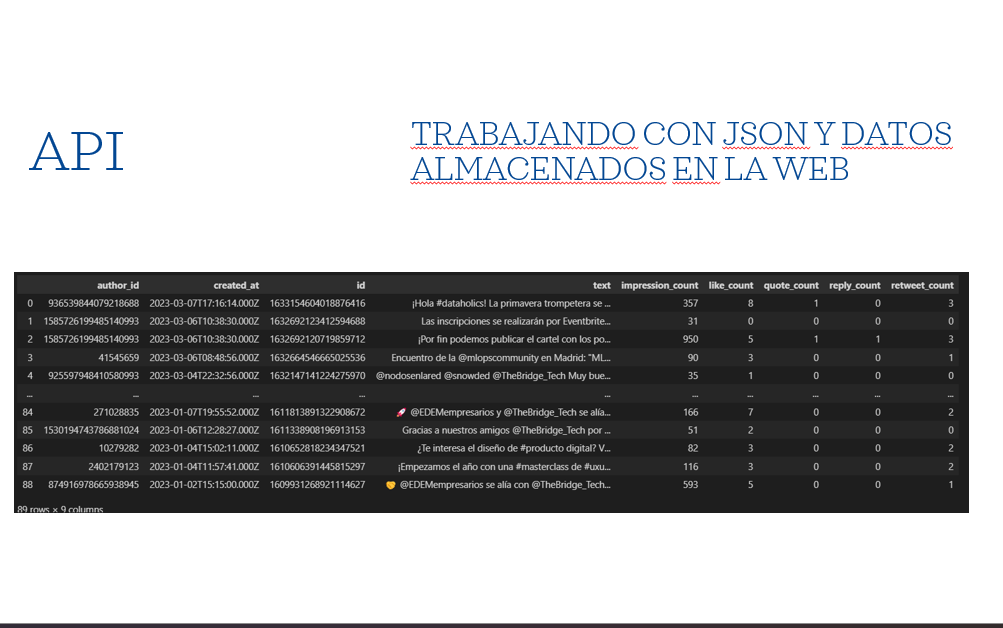 API
TRABAJANDO CON JSON Y DATOS
ALMACENADOS EN LA WEB
author_id created_at id text impression_count like_count quote_count reply_count retweet_count
0 936539844079218688 2023-03-07T17:16:14.000Z 1633154604018876416 ¡Hola #dataholics! La primavera trompetera se ... 357 8 1 0 3
1 1585726199485140993 2023-03-06T10:38:30.000Z 1632692123412594688 Las inscripciones se realizarán por Eventbrite... 31 0 0 0 0
2 1585726199485140993 2023-03-06T10:38:30.000Z 1632692120719859712 ¡Por fin podemos publicar el cartel con los po... 950 5 1 1 3
3 41545659 2023-03-06T08:48:56.000Z 1632664546665025536 Encuentro de la @mlopscommunity en Madrid: "ML... 90 3 0 0 1
4 925597948410580993 2023-03-04T22:32:56.000Z 1632147141224275970 @nodosenlared @snowded @TheBridge_Tech Muy bue... 35 1 0 0 0
... ... ... ... ... ... ... ... ... ...
84 271028835 2023-01-07T19:55:52.000Z 1611813891322908672 🚀 @EDEMempresarios y @TheBridge_Tech se alía... 166 7 0 0 2
85 1530194743786881024 2023-01-06T12:28:27.000Z 1611338908196913153 Gracias a nuestros amigos @TheBridge_Tech por ... 51 2 0 0 0
86 10279282 2023-01-04T15:02:11.000Z 1610652818234347521 ¿Te interesa el diseño de #producto digital? V... 82 3 0 0 2
87 2402179123 2023-01-04T11:57:41.000Z 1610606391445815297 ¡Empezamos el año con una #masterclass de #uxu... 116 3 0 0 2
88 874916978665938945 2023-01-02T15:15:00.000Z 1609931268921114627 🤝 @EDEMempresarios se alía con @TheBridge_Tech... 593 5 0 0 1
89 rows × 9 columns